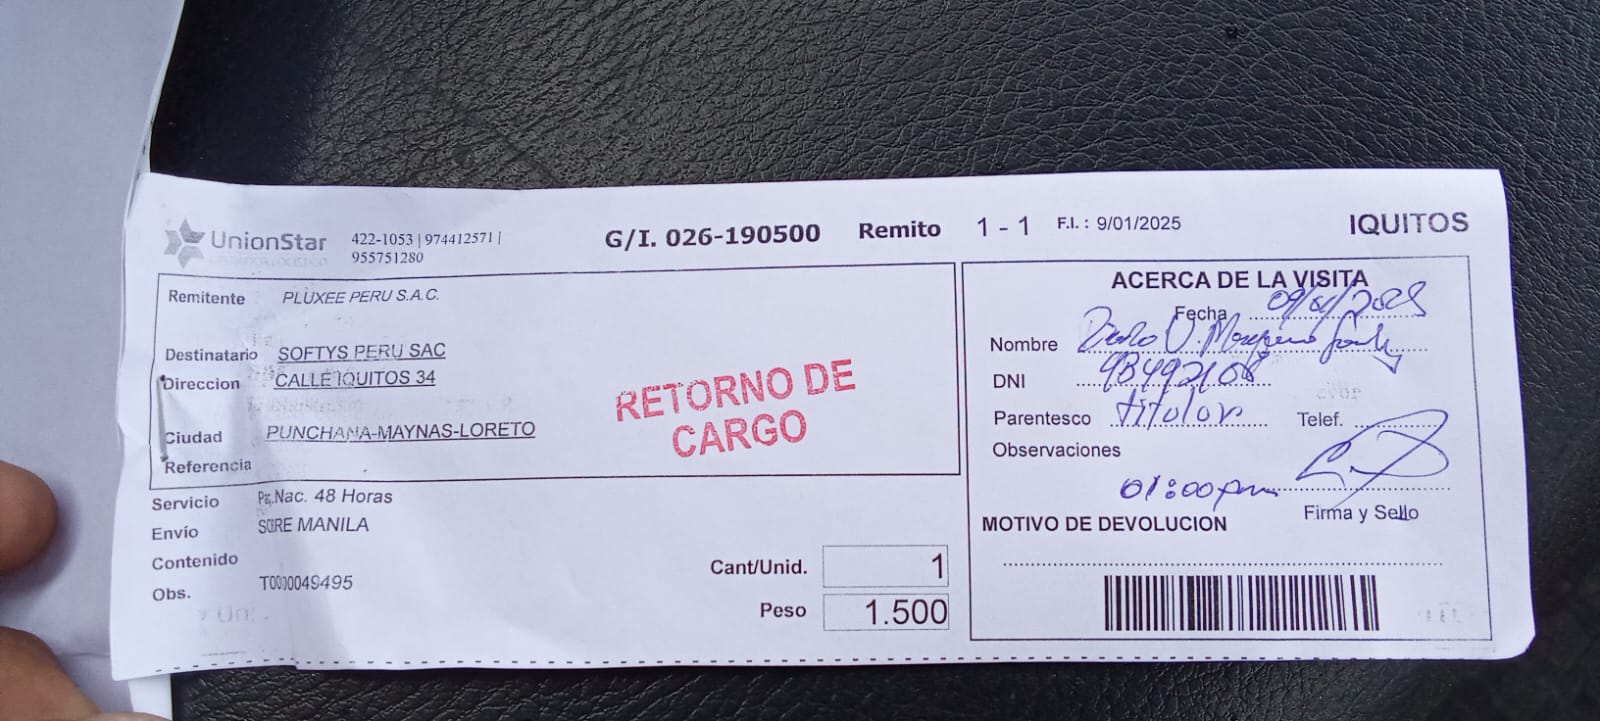 UnionStar
OPERADOR LOGISTICO
422-1053 | 974412571 |
955751280
G/I. 026-190500 Remito 1 - 1 F.I. : 9/01/2025 IQUITOS
Remitente PLUXEE PERU S.A.C.
Destinatario SOFTYS PERU SAC
Direccion CALLE IQUITOS 34
Ciudad PUNCHANA-MAYNAS-LORETO
Referencia
RETORNO DE
CARGO
Servicio Pq.Nac. 48 Horas
Envío SOBRE MANILA
Contenido
Obs. T0000049495
Cant/Unid. 1
Peso 1.500
ACERCA DE LA VISITA
Fecha 09/01/2025
Nombre
DNI
Parentesco titular Telef.
Observaciones
01:00pm
Firma y Sello
MOTIVO DE DEVOLUCION